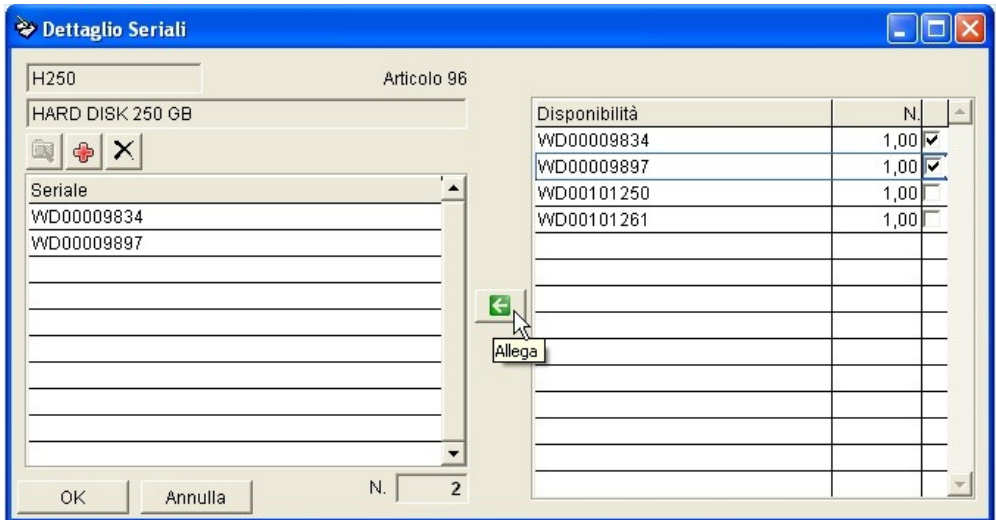 Dettaglio Seriali
H250
Articolo 96
HARD DISK 250 GB
Seriale
WD00009834
WD00009897
N. 2
OK
Annulla
Allega
Disponibilità N.
WD00009834 1,00
WD00009897 1,00
WD00101250 1,00
WD00101261 1,00